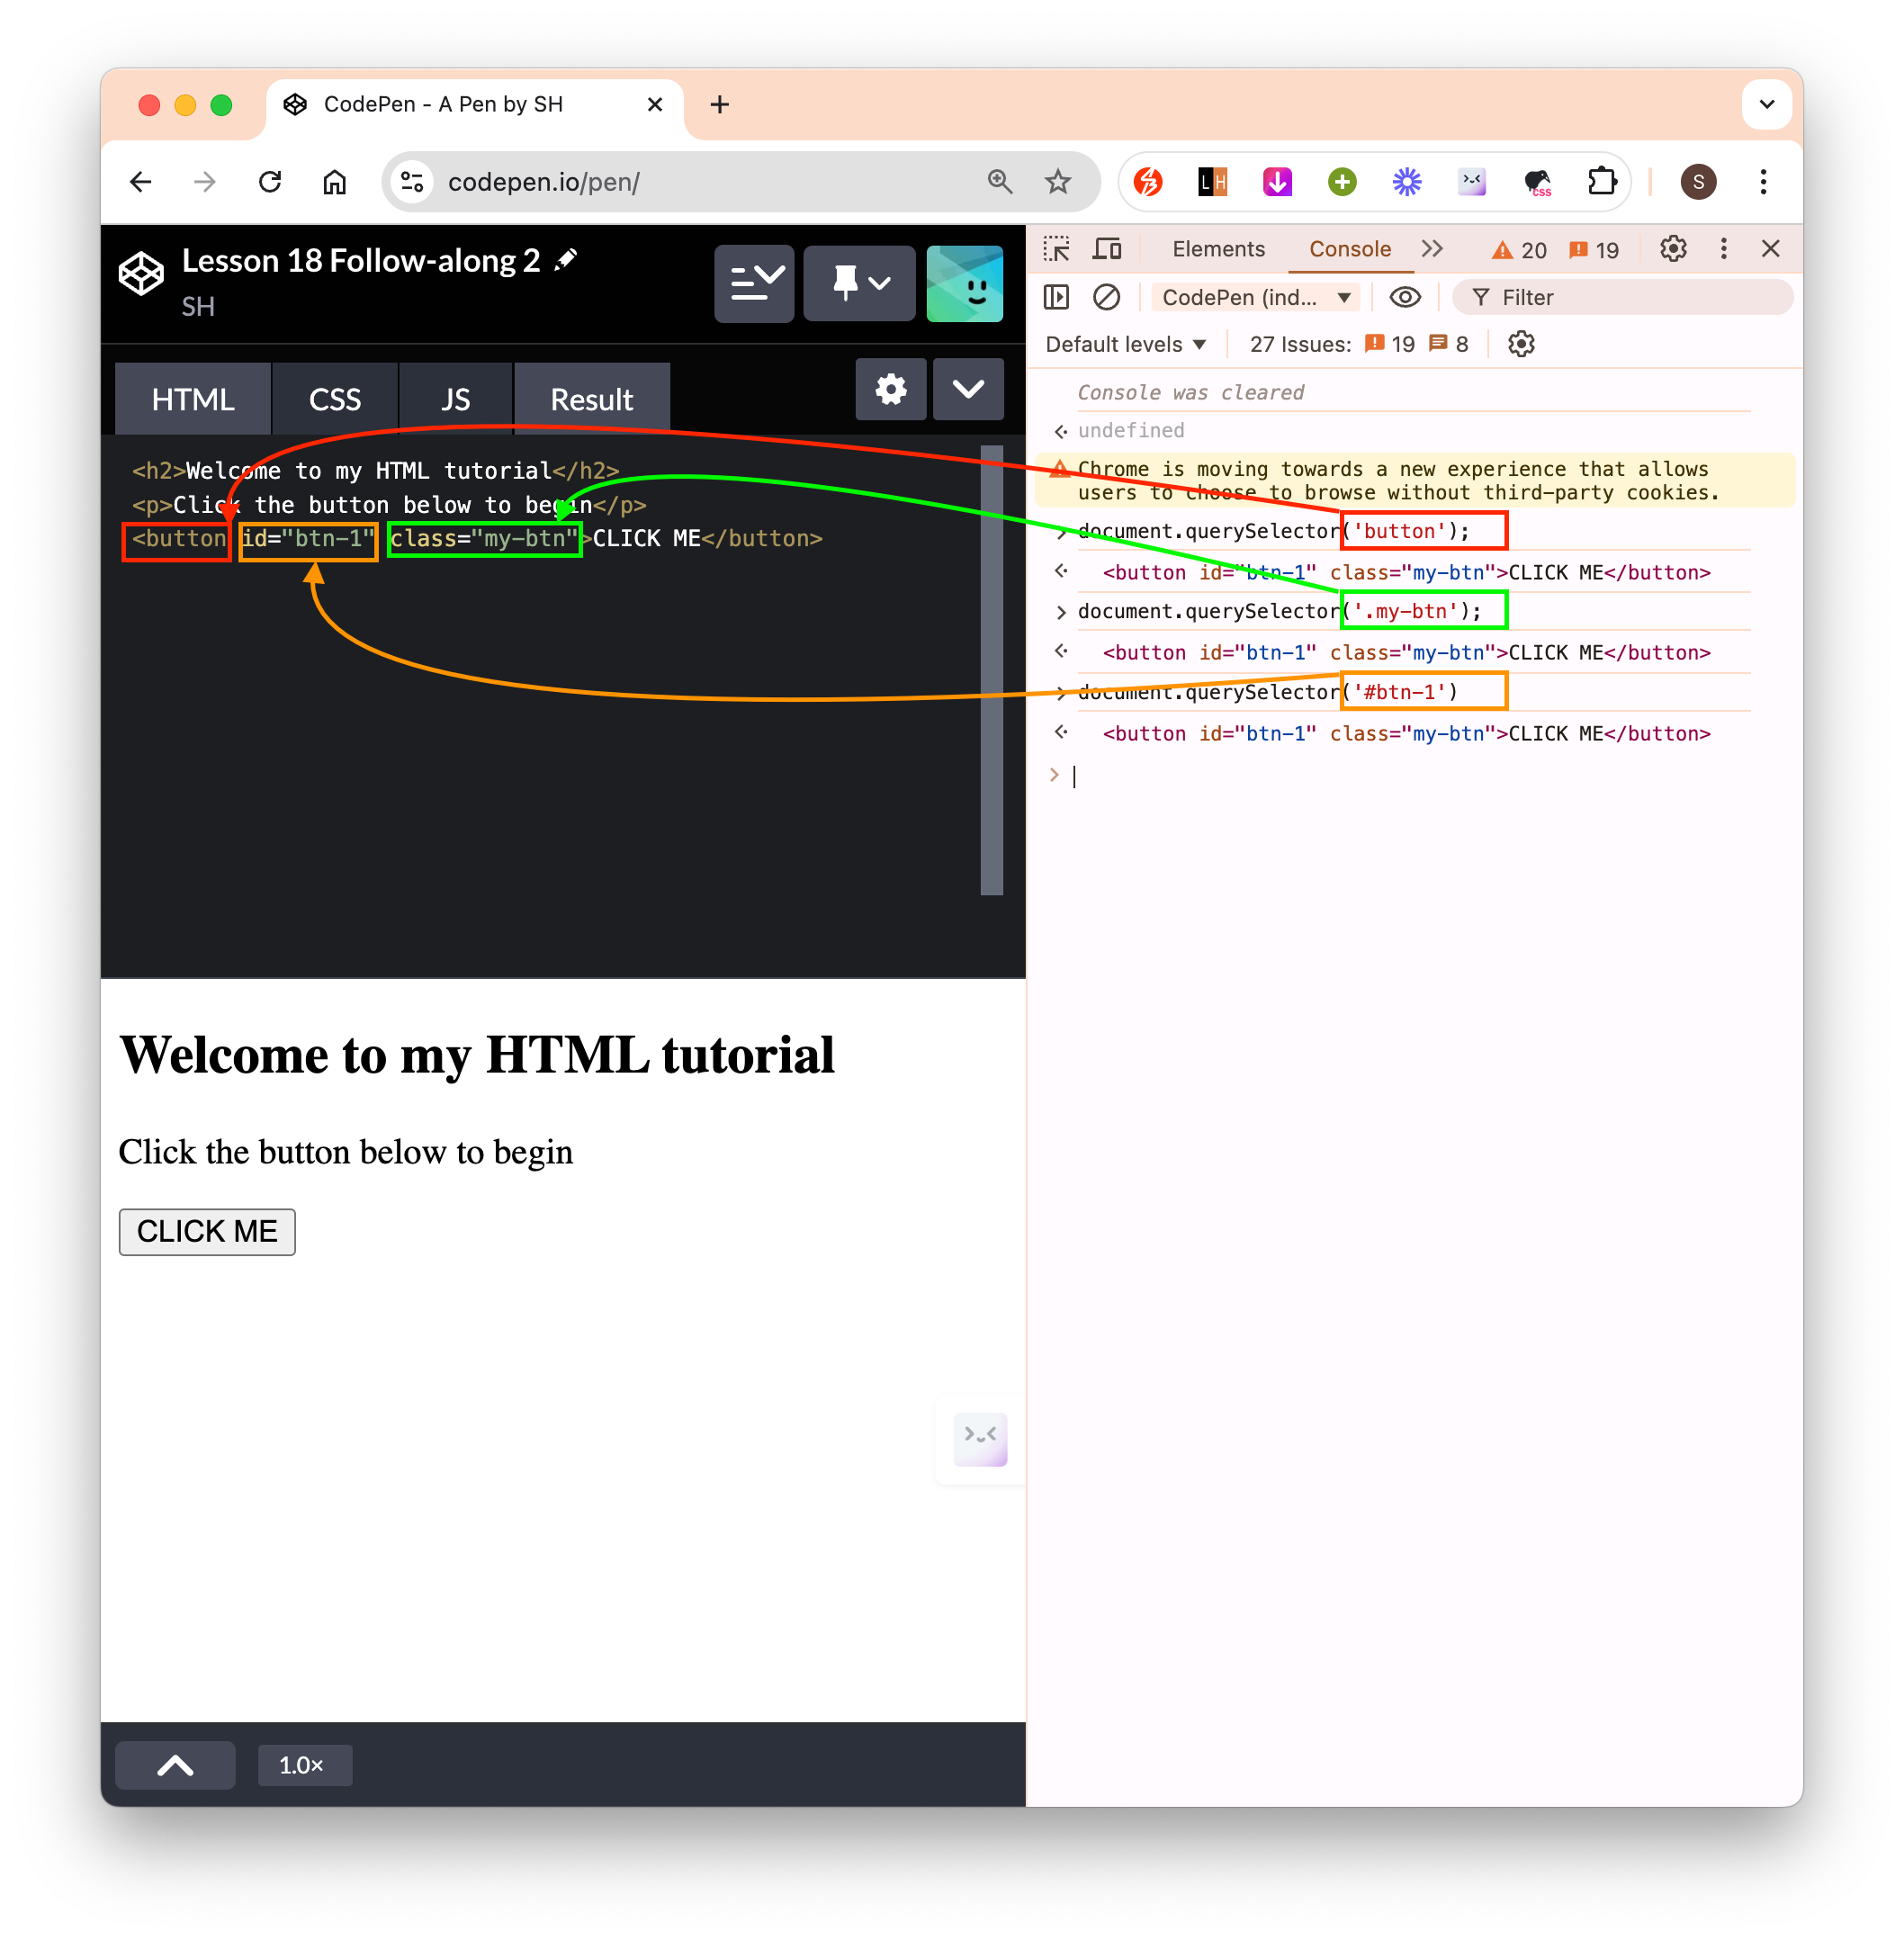 CodePen - A Pen by SH
codepen.io/pen/
LH
css
S
Lesson 18 Follow-along 2
SH
HTML
CSS
JS
Result
<h2>Welcome to my HTML tutorial</h2>
<p>Click the button below to begin</p>
<button id="btn-1" class="my-btn">CLICK ME</button>
Welcome to my HTML tutorial
Click the button below to begin
CLICK ME
1.0×
Elements
Console
20
19
CodePen (ind...
Filter
Default levels
27 Issues:
19
8
Console was cleared
undefined
Chrome is moving towards a new experience that allows
users to choose to browse without third-party cookies.
document.querySelector('button');
<button id="btn-1" class="my-btn">CLICK ME</button>
document.querySelector('.my-btn');
<button id="btn-1" class="my-btn">CLICK ME</button>
document.querySelector('#btn-1')
<button id="btn-1" class="my-btn">CLICK ME</button>